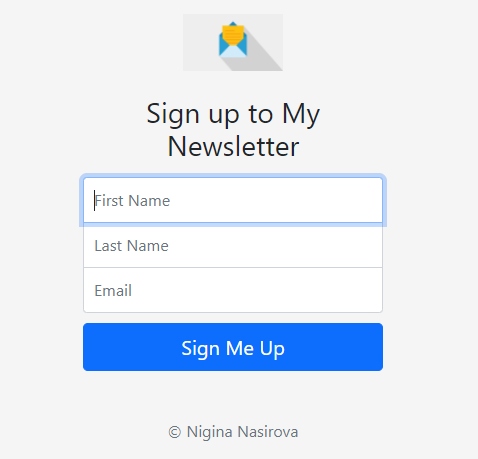 Sign up to My
Newsletter
First Name
Last Name
Email
Sign Me Up
© Nigina Nasirova